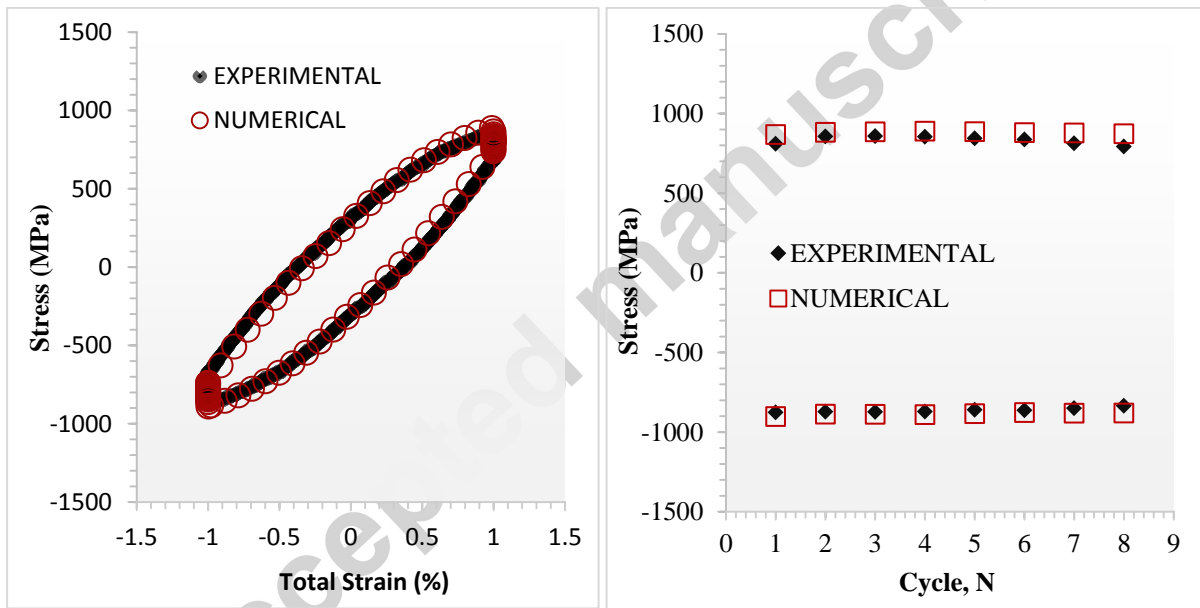 1500
1000
500
0
-500
-1000
-1500
-1.5 -1 -0.5 0 0.5 1 1.5
Stress (MPa)
Total Strain (%)
EXPERIMENTAL
NUMERICAL
1500
1000
500
0
-500
-1000
-1500
0 1 2 3 4 5 6 7 8 9
Stress (MPa)
Cycle, N
EXPERIMENTAL
NUMERICAL
cepted manusc